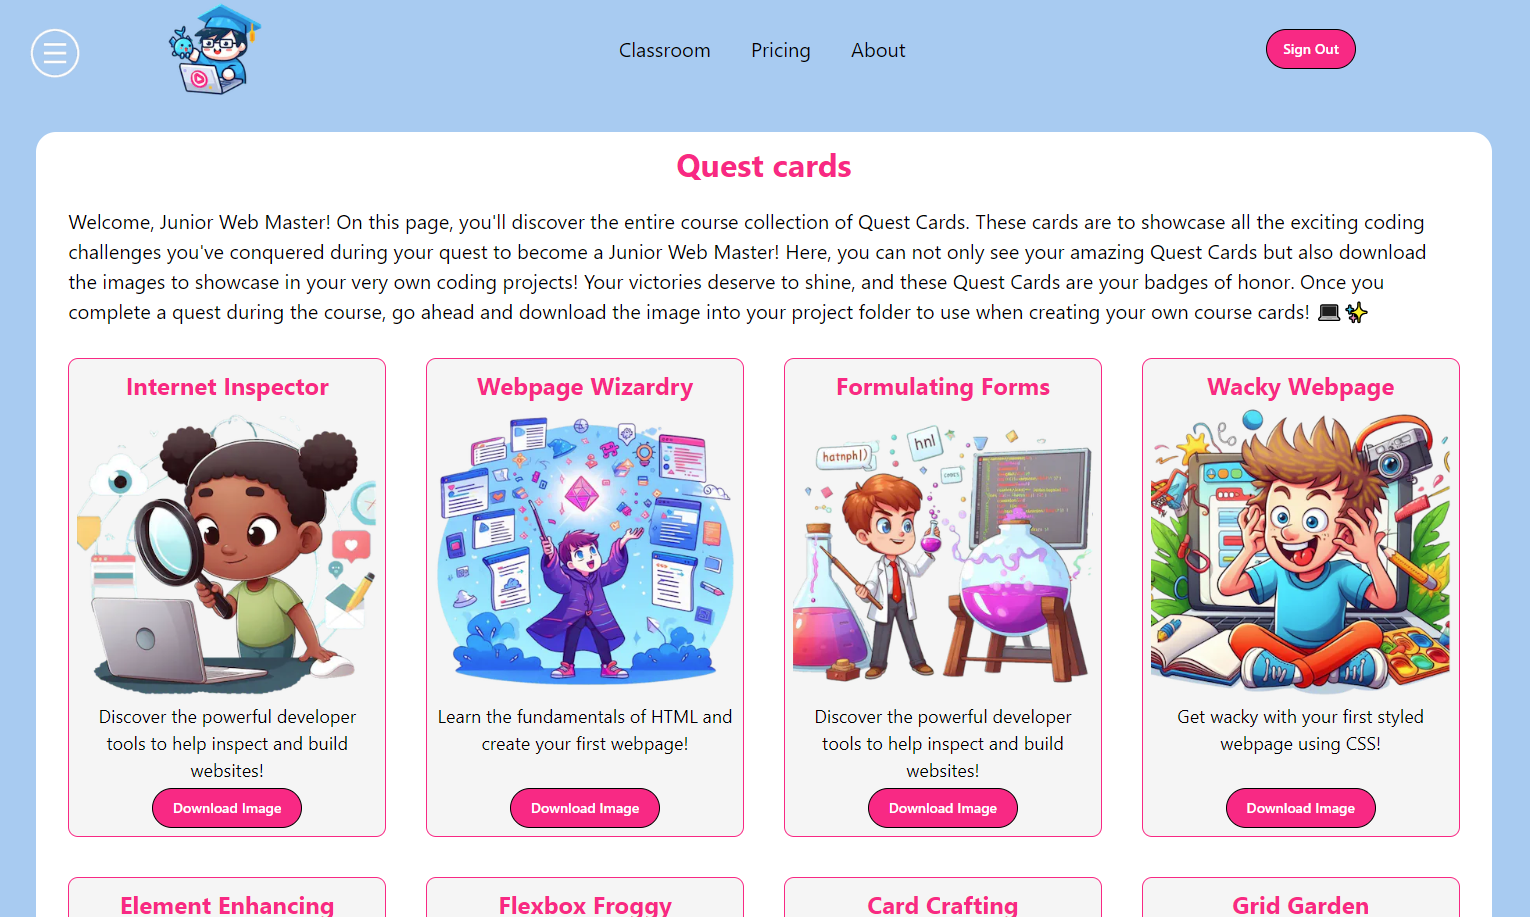 Classroom
Pricing
About
Sign Out
Quest cards
Welcome, Junior Web Master! On this page, you'll discover the entire course collection of Quest Cards. These cards are to showcase all the exciting coding
challenges you've conquered during your quest to become a Junior Web Master! Here, you can not only see your amazing Quest Cards but also download
the images to showcase in your very own coding projects! Your victories deserve to shine, and these Quest Cards are your badges of honor. Once you
complete a quest during the course, go ahead and download the image into your project folder to use when creating your own course cards! 💻✨
Internet Inspector
Discover the powerful developer
tools to help inspect and build
websites!
Download Image
Webpage Wizardry
Learn the fundamentals of HTML and
create your first webpage!
Download Image
Formulating Forms
hatnph|)
hnl
Discover the powerful developer
tools to help inspect and build
websites!
Download Image
Wacky Webpage
Get wacky with your first styled
webpage using CSS!
Download Image
Element Enhancing
Flexbox Froggy
Card Crafting
Grid Garden